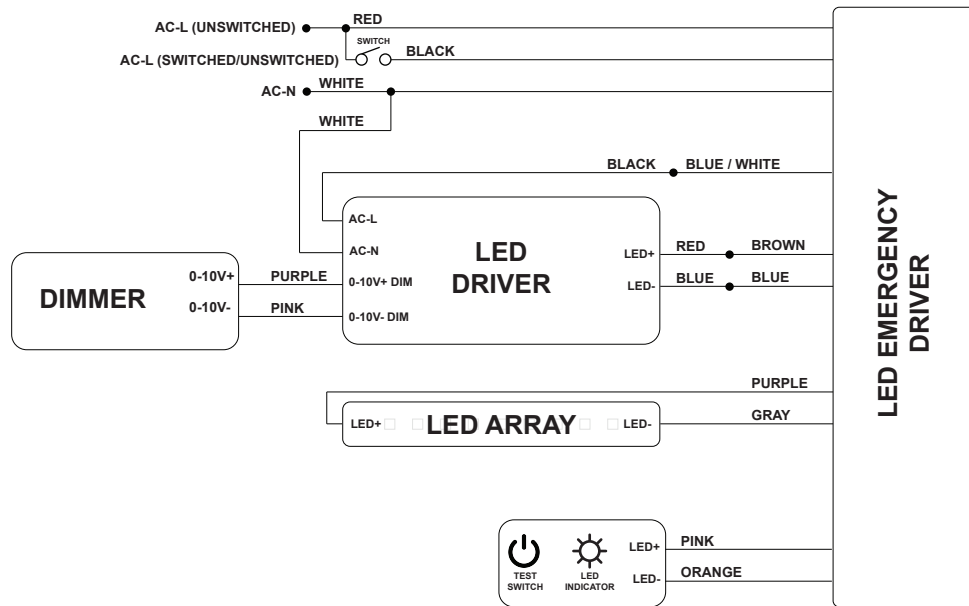 AC-L (UNSWITCHED)
RED
SWITCH
AC-L (SWITCHED/UNSWITCHED)
BLACK
AC-N
WHITE
WHITE
BLACK
BLUE / WHITE
AC-L
AC-N
0-10V+ DIM
0-10V- DIM
LED
DRIVER
LED+
LED-
RED
BROWN
BLUE
BLUE
DIMMER
0-10V+
0-10V-
PURPLE
PINK
PURPLE
LED+
LED ARRAY
LED-
GRAY
TEST
SWITCH
LED
INDICATOR
LED+
LED-
PINK
ORANGE
LED EMERGENCY
DRIVER